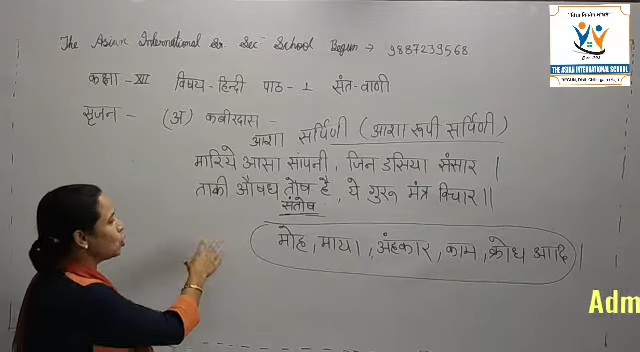 The Asian International Sr. Sec School Begun → 9887239568
कक्षा - XII विषय - हिन्दी पाठ - 1 संत-वाणी
सृजन - (अ) कबीरदास -
आशा सर्पिणी (आशा रूपी सर्पिणी)
मारिये आसा सांपनी, जिन डसिया संसार |
ताकी औषध तोष है, ये गुरू मंत्र विचार ||
संतोष
मोह, माया, अंहकार, काम, क्रोध आदि |
THE ASIAN INTERNATIONAL SCHOOL
Adm